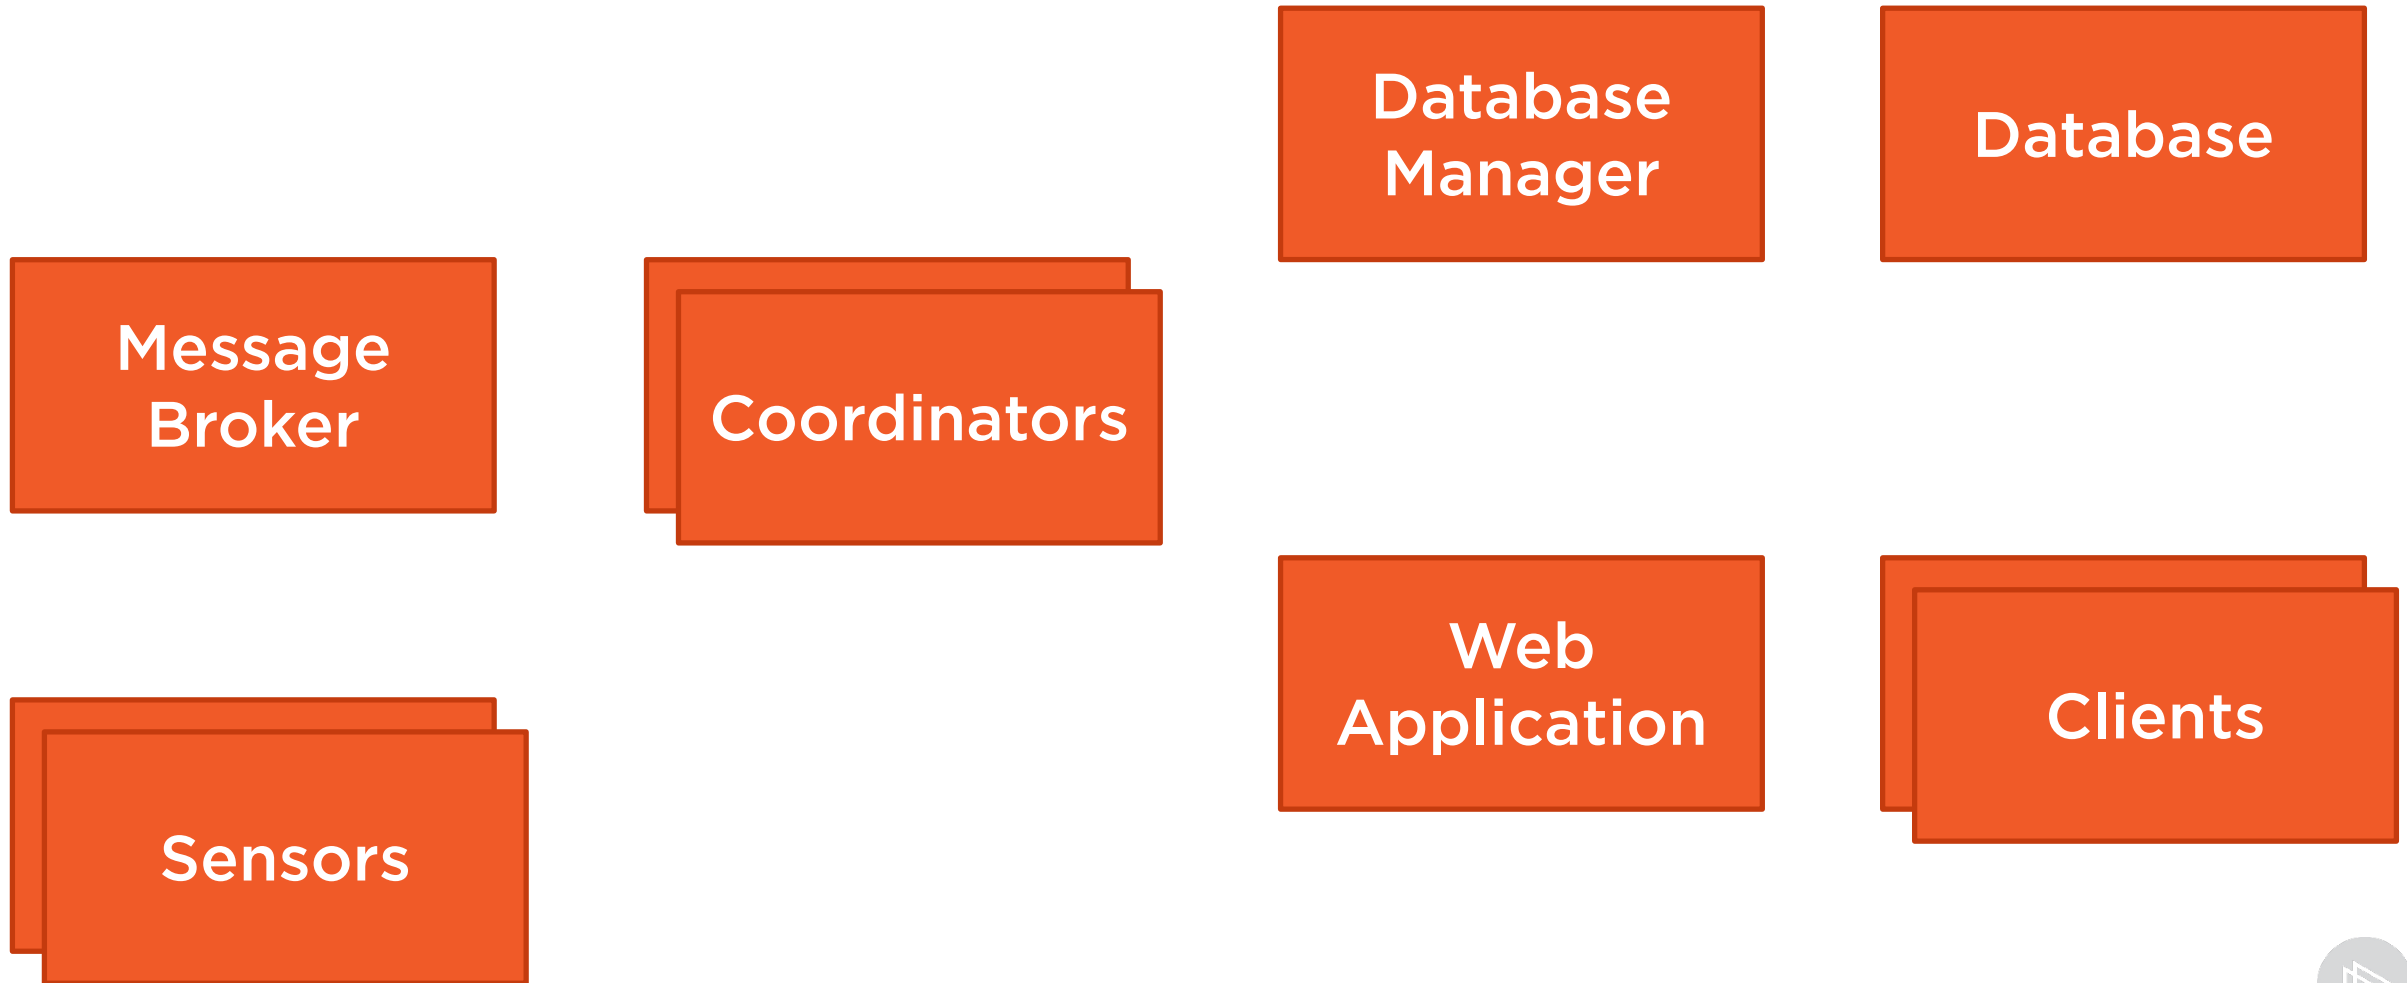 Database
Manager
Database
Message
Broker
Coordinators
Web
Application
Clients
Sensors